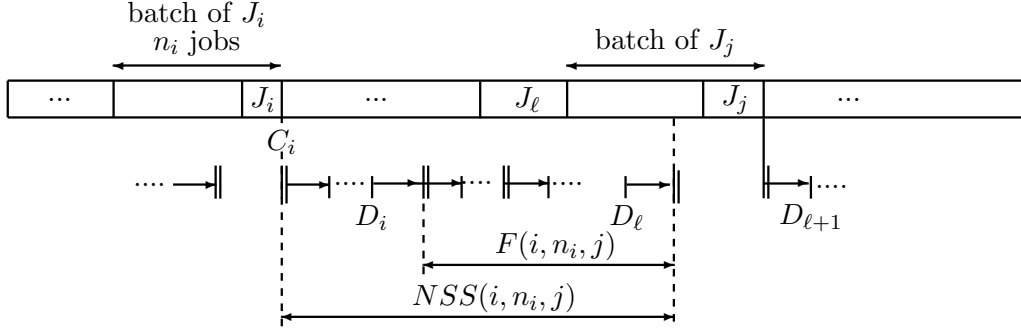 batch of J_i
n_i jobs
batch of J_j
... J_i ... J_ℓ J_j ...
C_i
.... .... .... .... ....
D_i D_ℓ D_{ℓ+1}
F(i, n_i, j)
NSS(i, n_i, j)